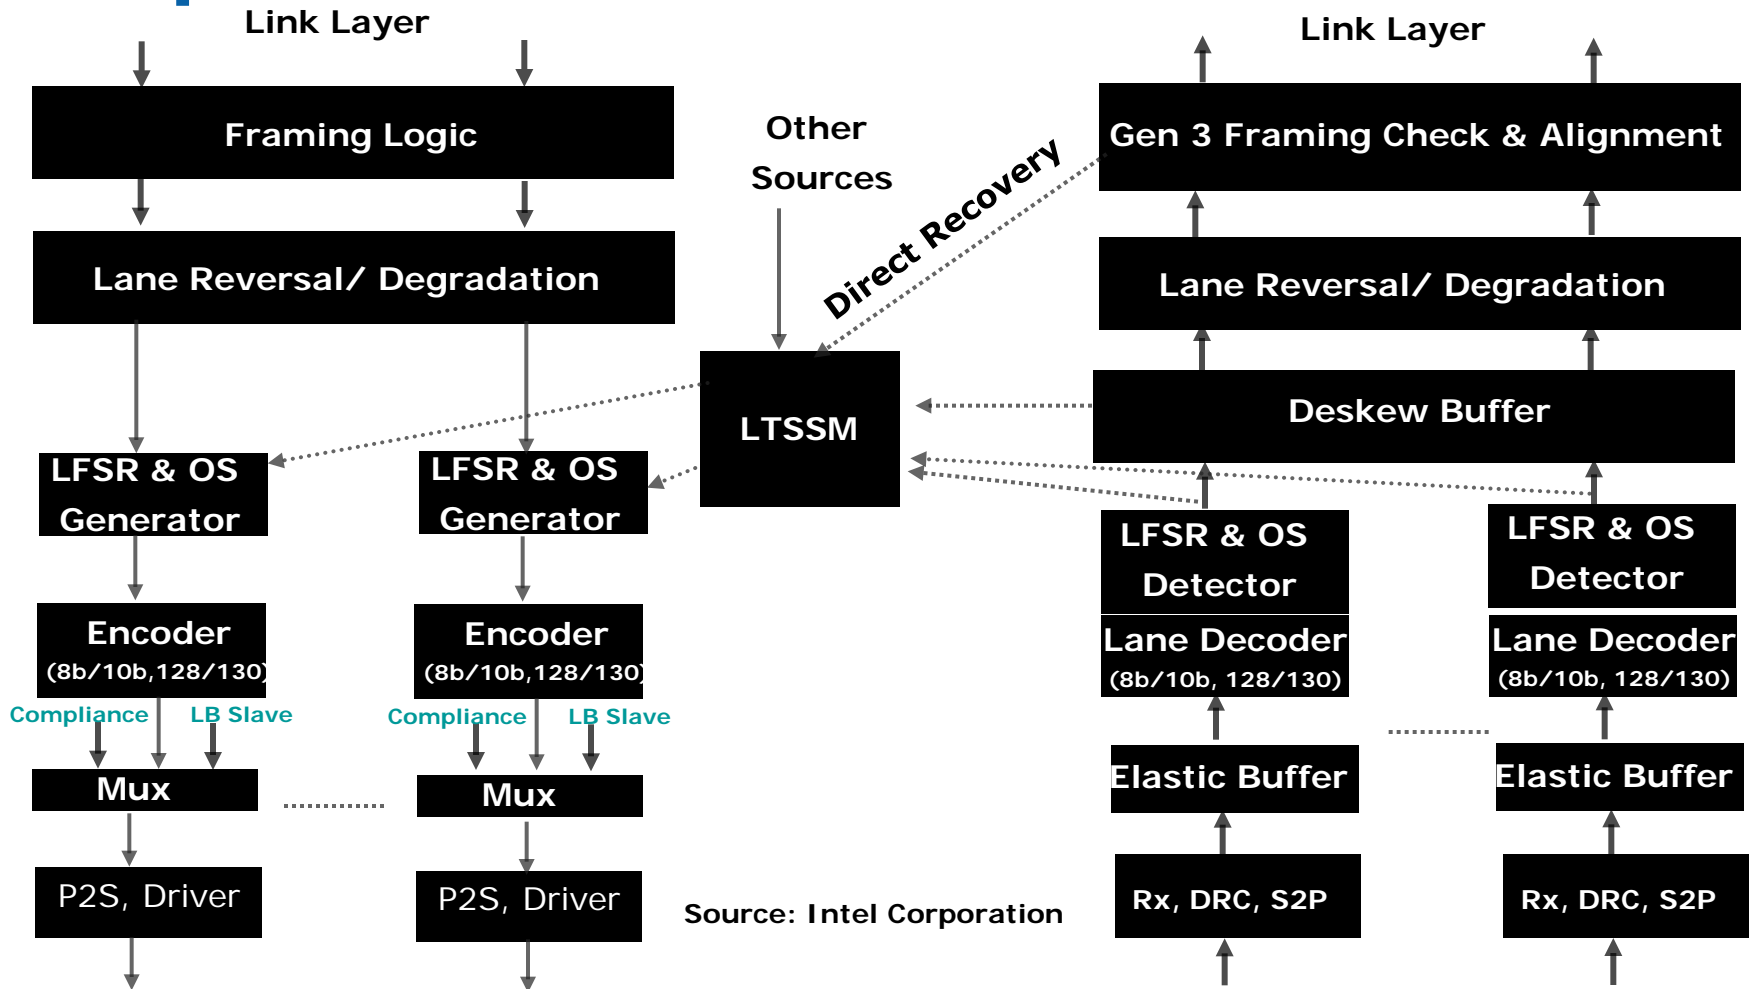 Link Layer
Framing Logic
Lane Reversal/ Degradation
LFSR & OS
Generator
LFSR & OS
Generator
Encoder
(8b/10b,128/130)
Encoder
(8b/10b,128/130)
Compliance
LB Slave
Compliance
LB Slave
Mux
Mux
P2S, Driver
P2S, Driver
Other
Sources
Direct Recovery
LTSSM
Source: Intel Corporation
Link Layer
Gen 3 Framing Check & Alignment
Lane Reversal/ Degradation
Deskew Buffer
LFSR & OS
Detector
LFSR & OS
Detector
Lane Decoder
(8b/10b, 128/130)
Lane Decoder
(8b/10b, 128/130)
Elastic Buffer
Elastic Buffer
Rx, DRC, S2P
Rx, DRC, S2P